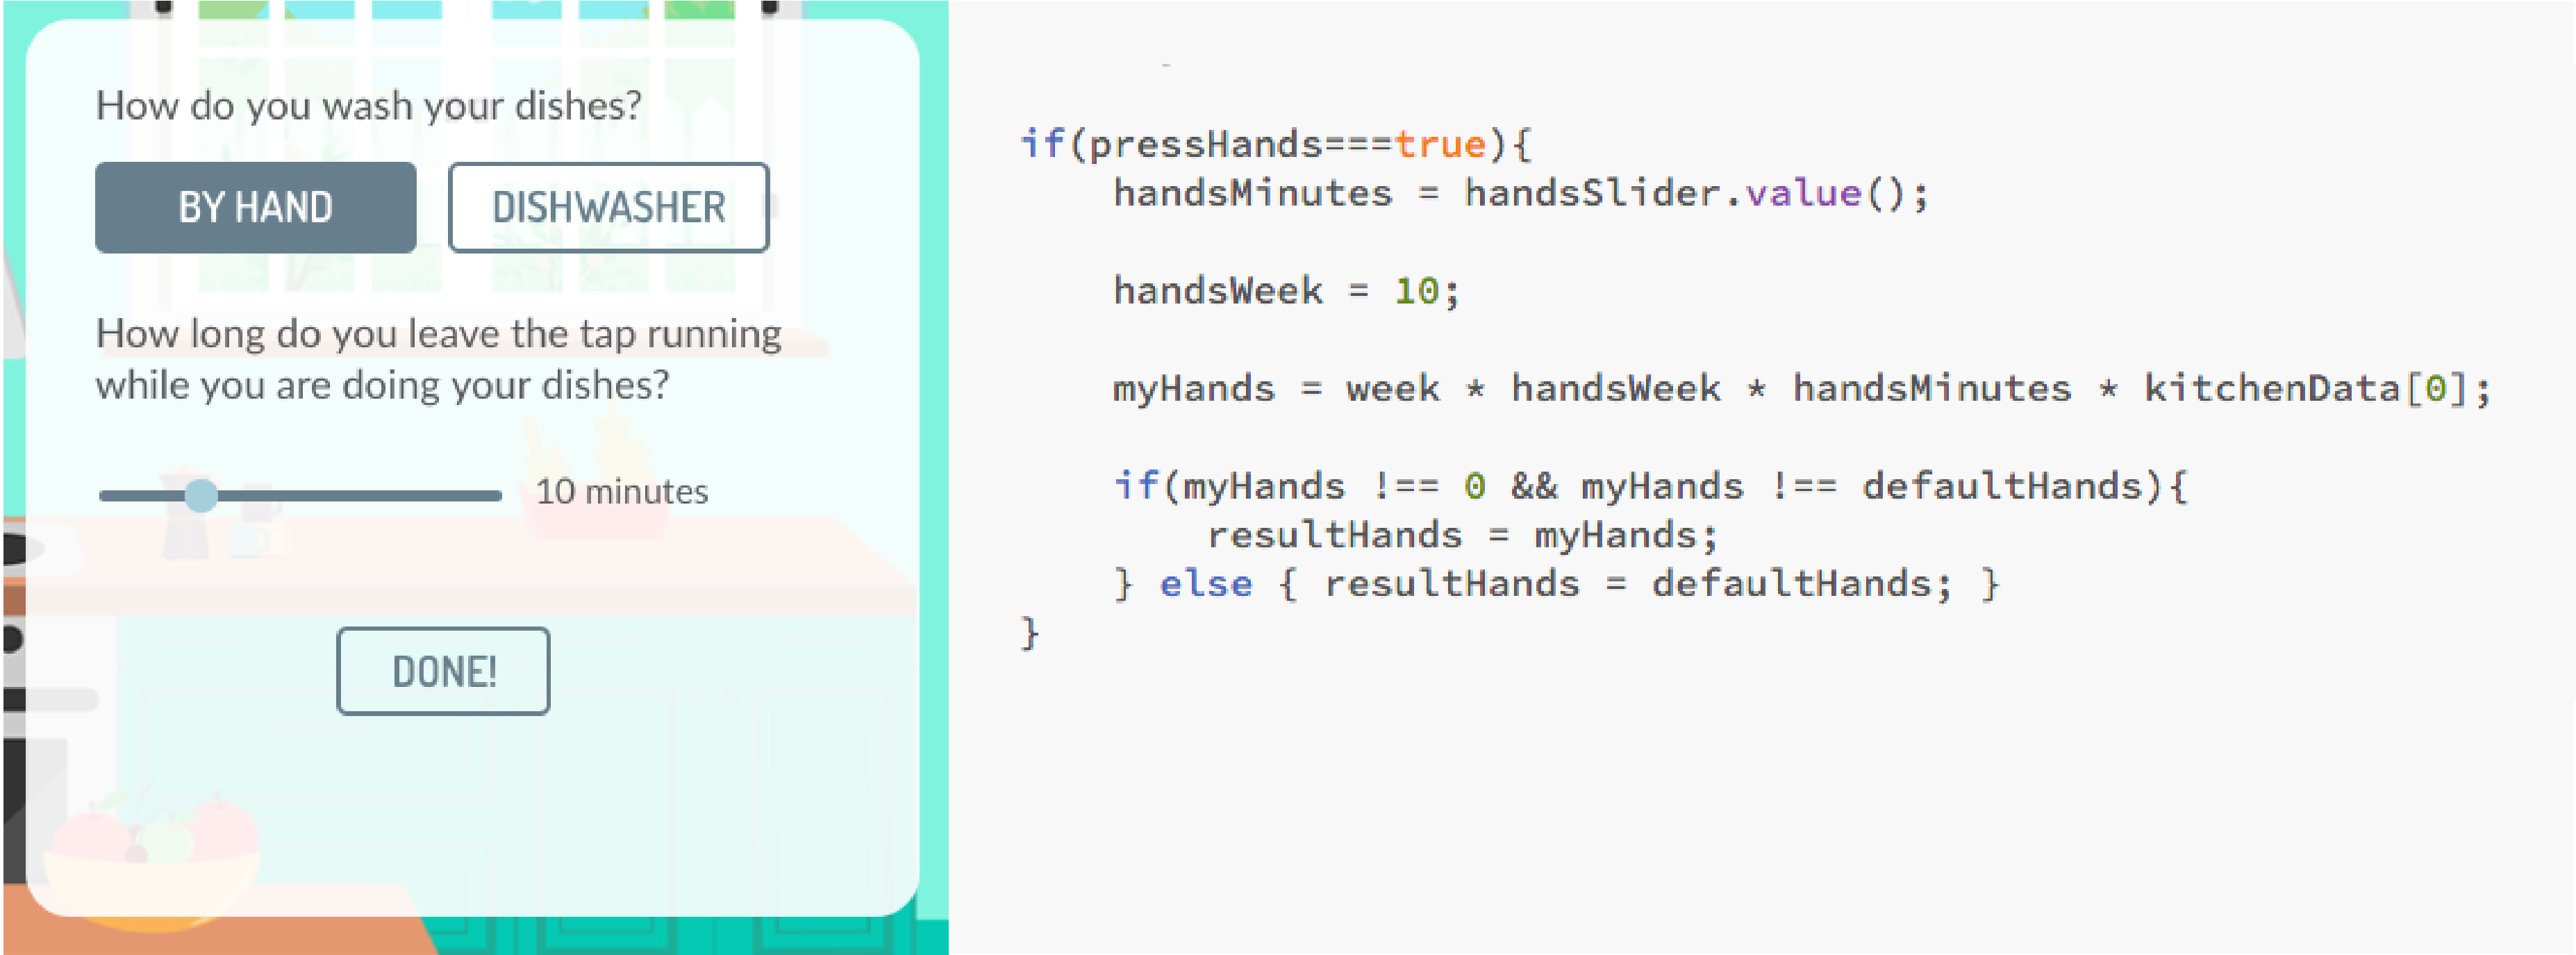 How do you wash your dishes?
BY HAND
DISHWASHER
How long do you leave the tap running
while you are doing your dishes?
10 minutes
DONE!
if(pressHands===true){
    handsMinutes = handsSlider.value();
    handsWeek = 10;
    myHands = week * handsWeek * handsMinutes * kitchenData[0];
    if(myHands !== 0 && myHands !== defaultHands){
        resultHands = myHands;
    } else { resultHands = defaultHands; }
}